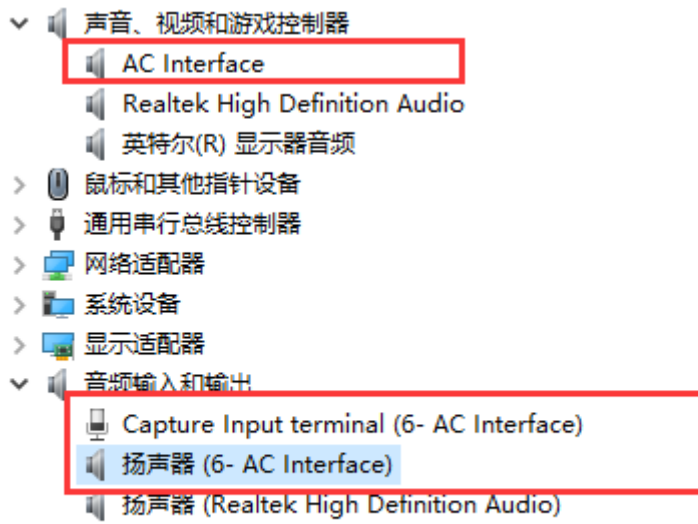 声音、视频和游戏控制器
AC Interface
Realtek High Definition Audio
英特尔(R) 显示器音频
鼠标和其他指针设备
通用串行总线控制器
网络适配器
系统设备
显示适配器
音频输入和输出
Capture Input terminal (6- AC Interface)
扬声器 (6- AC Interface)
扬声器 (Realtek High Definition Audio)